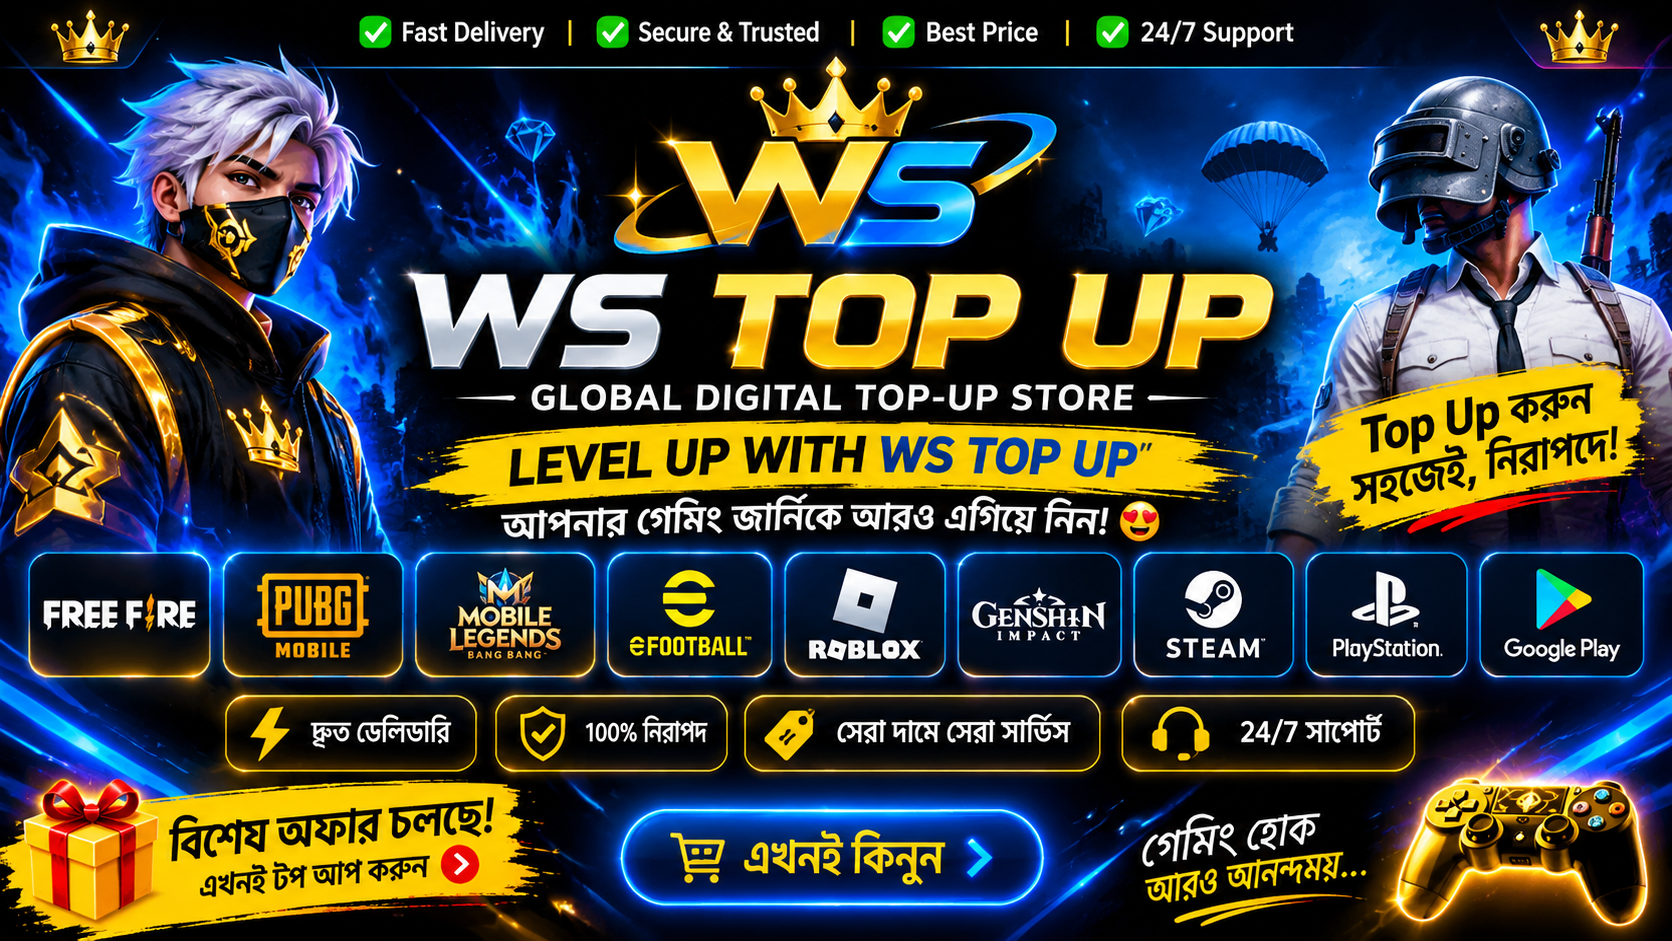 Fast Delivery | Secure & Trusted | Best Price | 24/7 Support
WS
WS TOP UP
GLOBAL DIGITAL TOP-UP STORE
LEVEL UP WITH WS TOP UP"
আপনার গেমিং জার্নিকে আরও এগিয়ে নিন! 😍
Top Up করুন
সহজেই, নিরাপদে!
FREE FIRE
PUBG
MOBILE
MOBILE
LEGENDS
BANG BANG
eFOOTBALL™
ROBLOX
GENSHIN
IMPACT
STEAM
PlayStation.
Google Play
দ্রুত ডেলিভারি
100% নিরাপদ
সেরা দামে সেরা সার্ভিস
24/7 সাপোর্ট
বিশেষ অফার চলছে!
এখনই টপ আপ করুন
এখনই কিনুন
গেমিং হোক
আরও আনন্দময়...